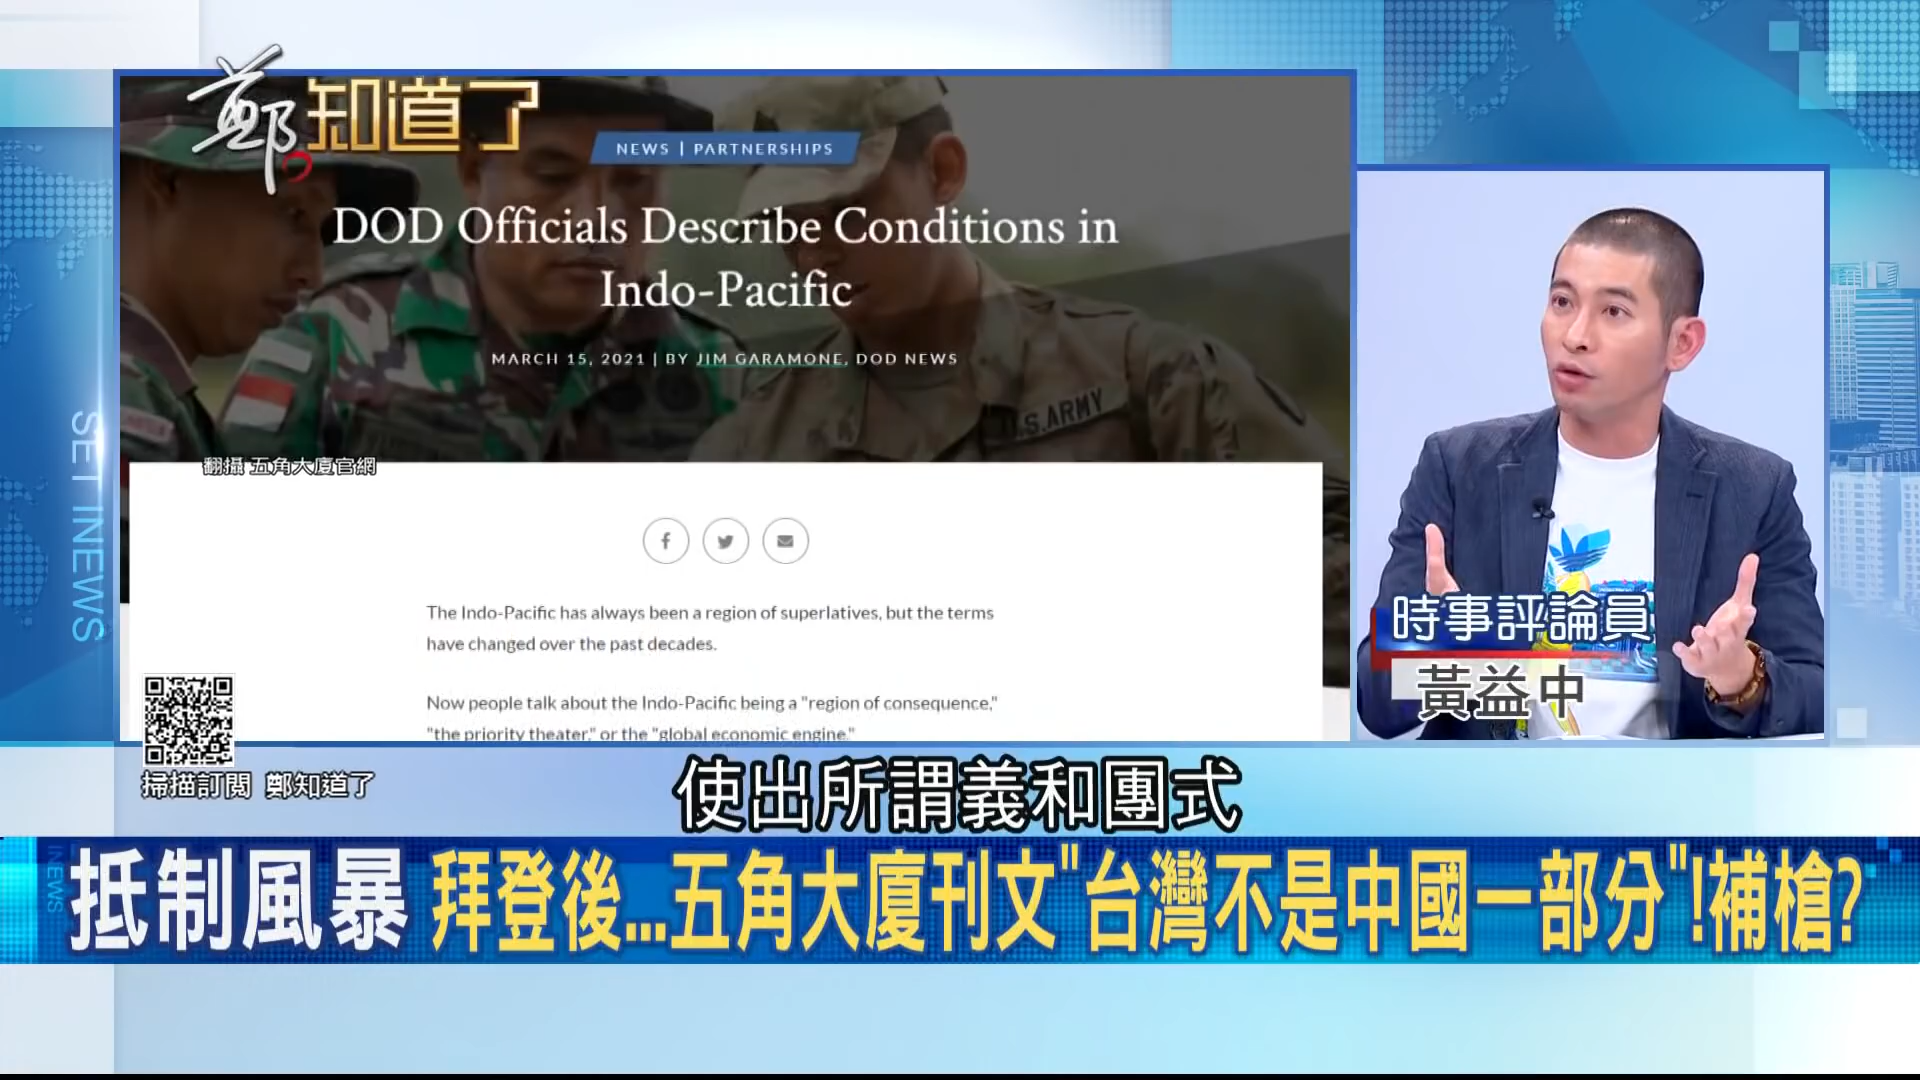 鄭知道了
NEWS | PARTNERSHIPS
DOD Officials Describe Conditions in
Indo-Pacific
MARCH 15, 2021 | BY JIM GARAMONE, DOD NEWS
U.S. ARMY
翻攝 五角大廈官網
The Indo-Pacific has always been a region of superlatives, but the terms
have changed over the past decades.
Now people talk about the Indo-Pacific being a "region of consequence,"
"the priority theater," or the "global economic engine."
SET INEWS
時事評論員
黃益中
掃描訂閱 鄭知道了
使出所謂義和團式
INEWS
抵制風暴 拜登後...五角大廈刊文"台灣不是中國一部分"!補槍?